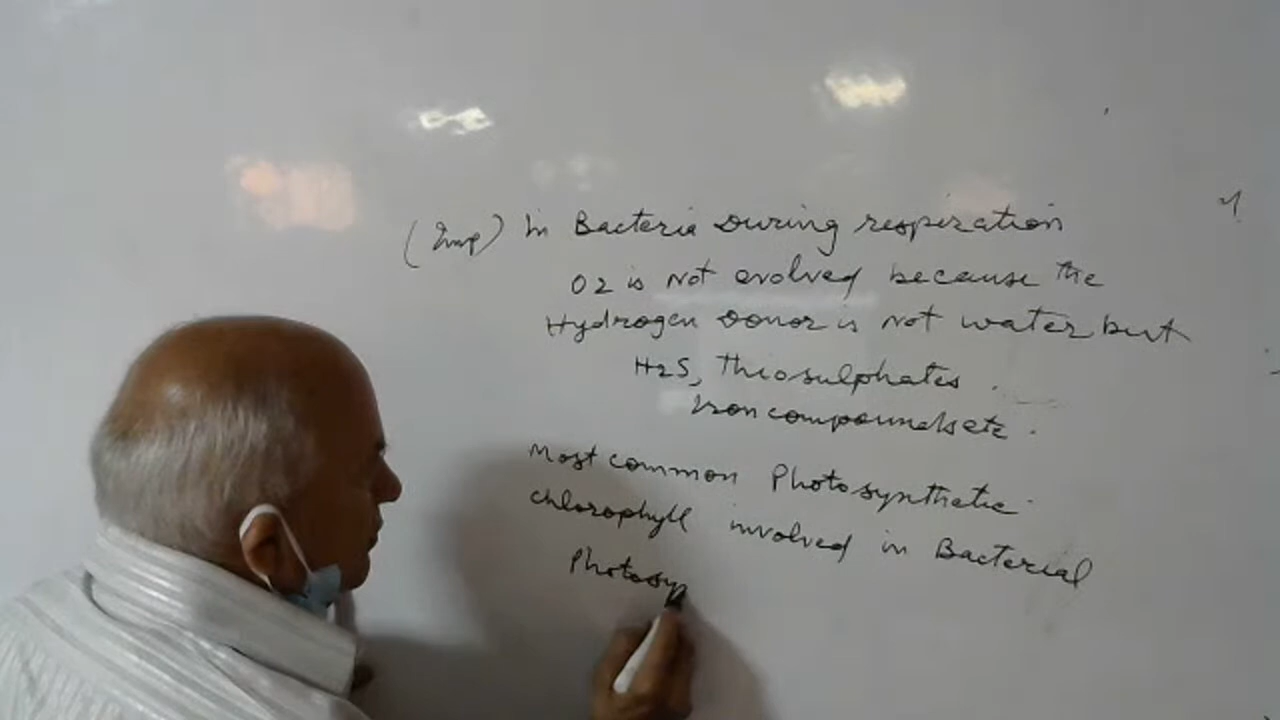 (Imp) In Bacteria During respiration
O2 is Not evolved because the
Hydrogen Donor is Not water but
H2S, Thiosulphates.
Iron compounds etc.
Most common Photosynthetic
chlorophyll involved in Bacterial
Photosy